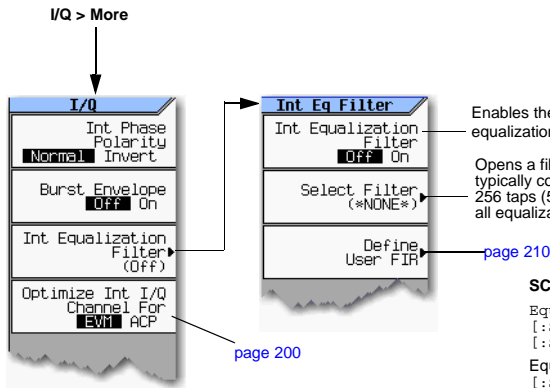 I/Q > More
I/Q
Int Phase
Polarity
Normal Invert
Burst Envelope
Off On
Int Equalization
Filter
(Off)
Optimize Int I/Q
Channel For
EVM ACP
page 200
Int Eq Filter
Int Equalization
Filter
Off On
Select Filter
(*NONE*)
Define
User FIR
Enables the
equalization
Opens a fil
typically co
256 taps (5
all equaliza
page 210
SC
Eq
[:
[:
Equ
[: